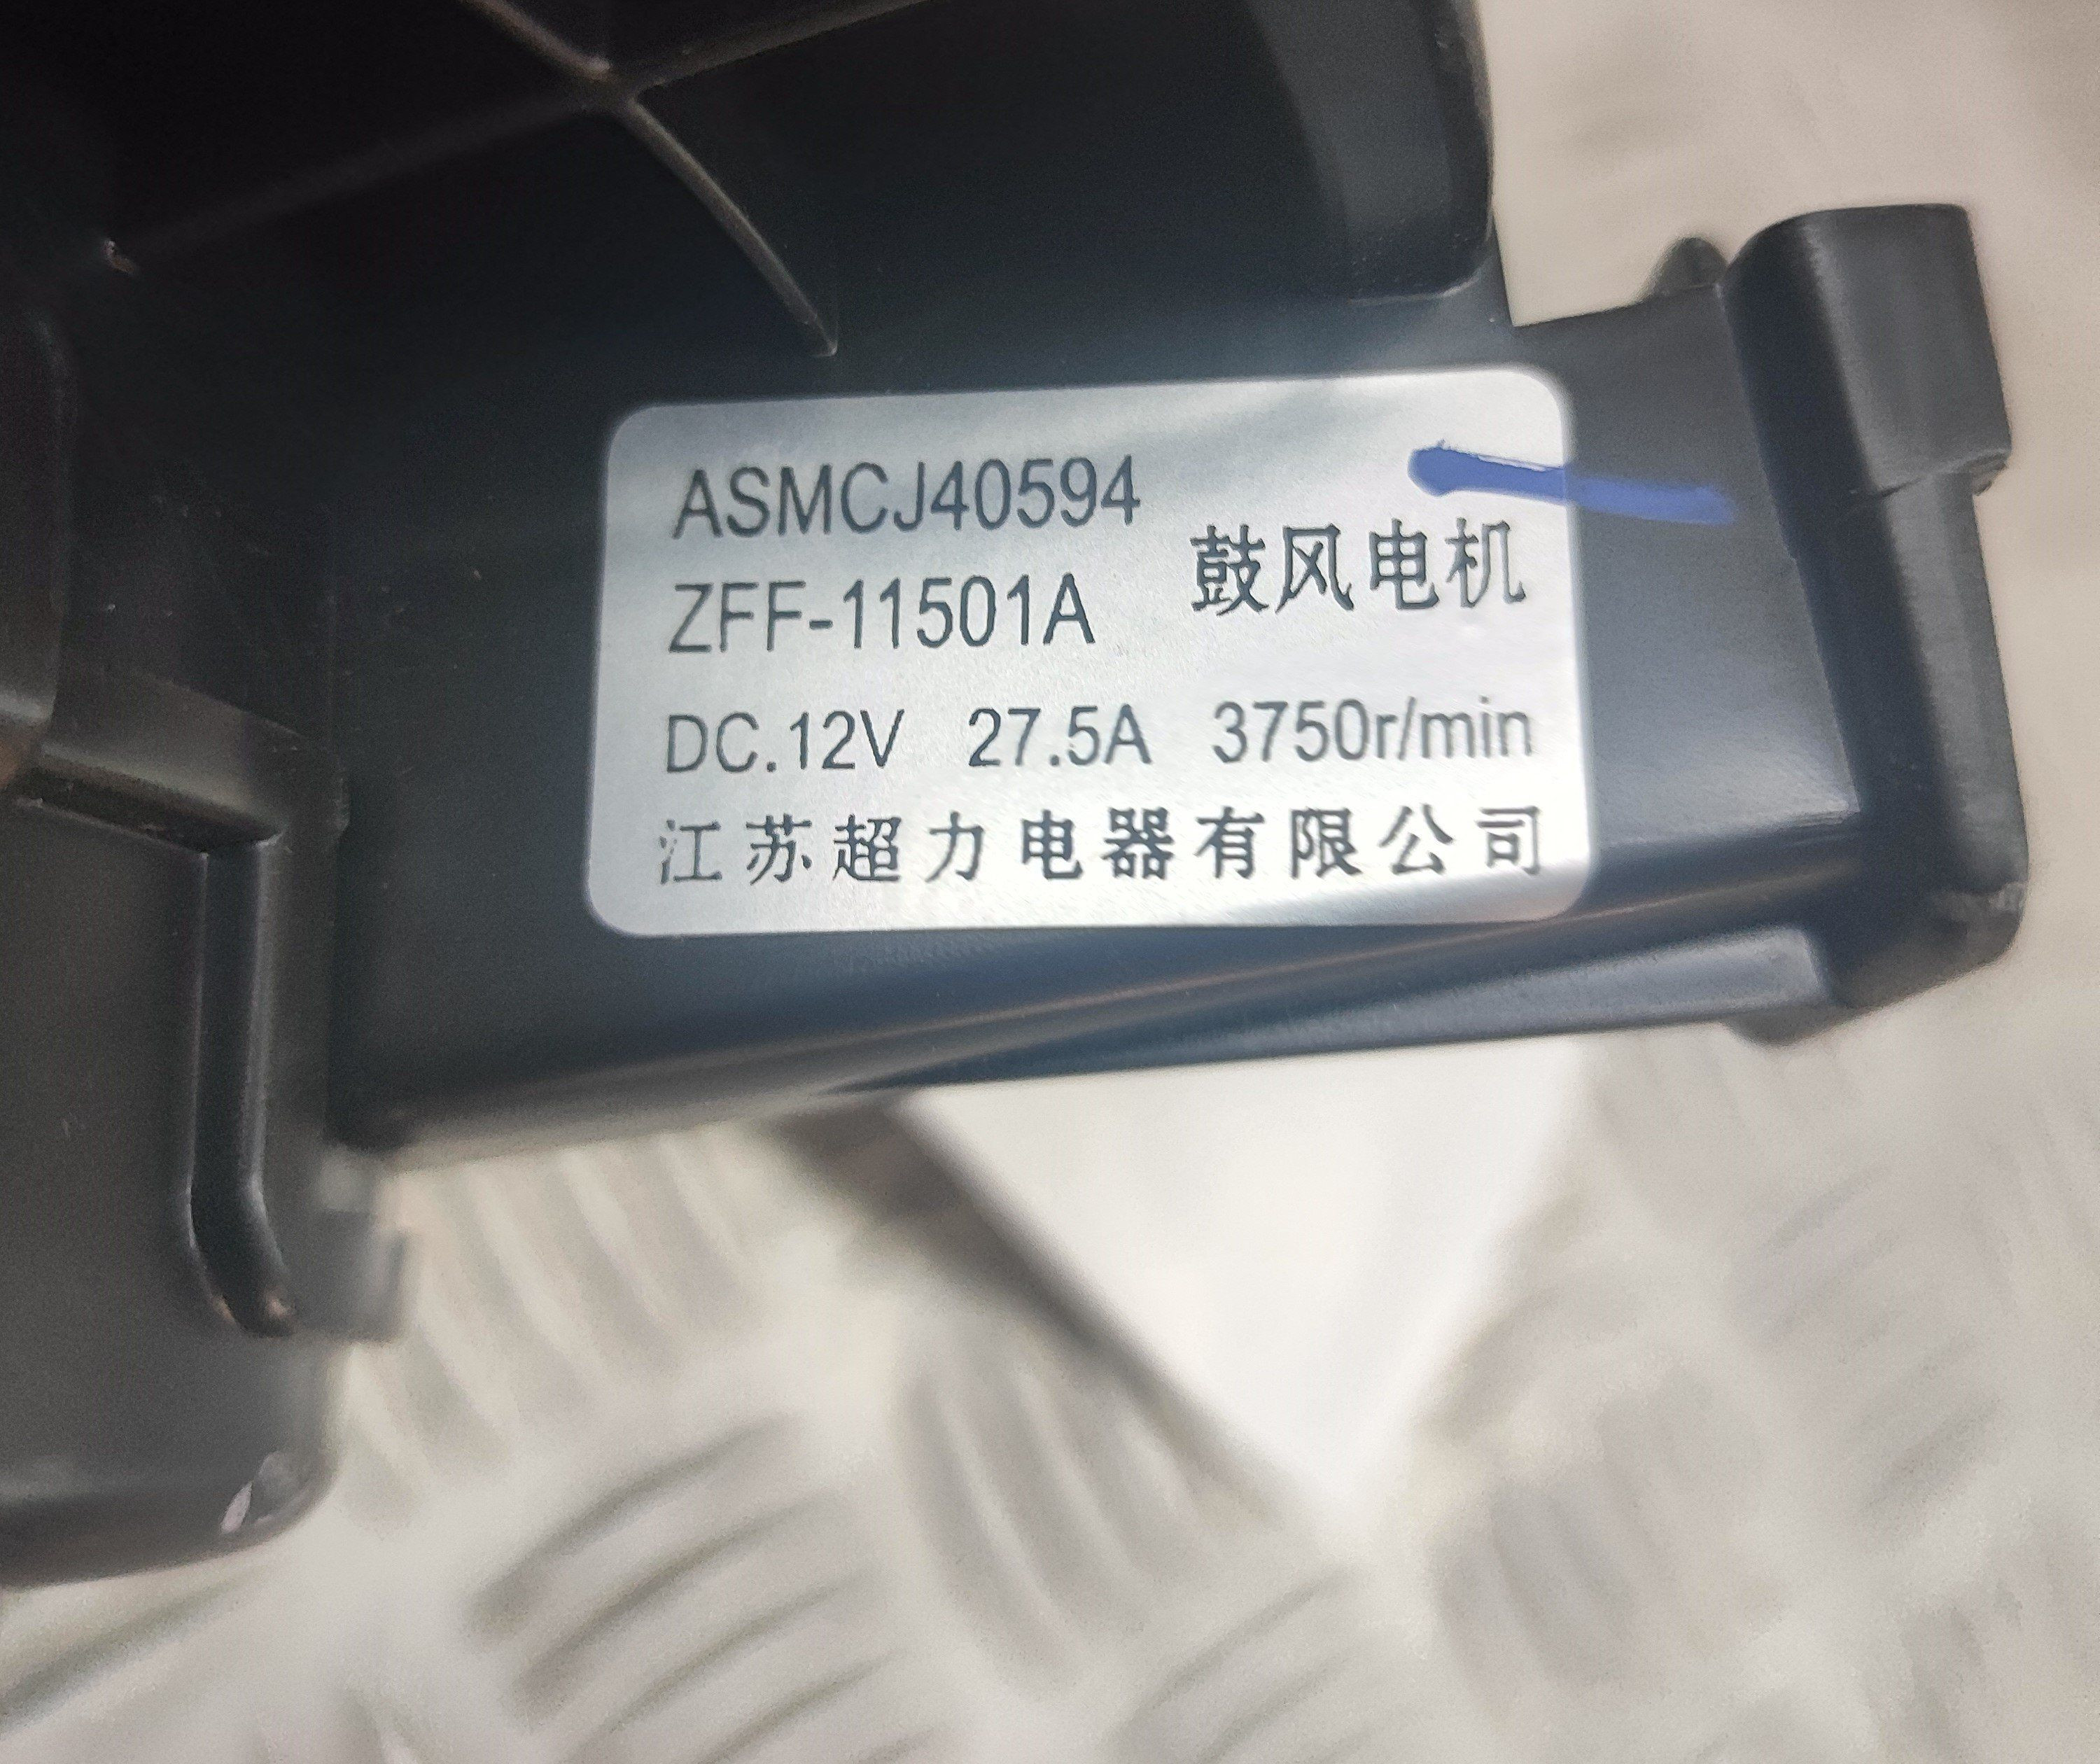 ASMCJ40594
ZFF-11501A 鼓风电机
DC.12V 27.5A 3750r/min
江苏超力电器有限公司